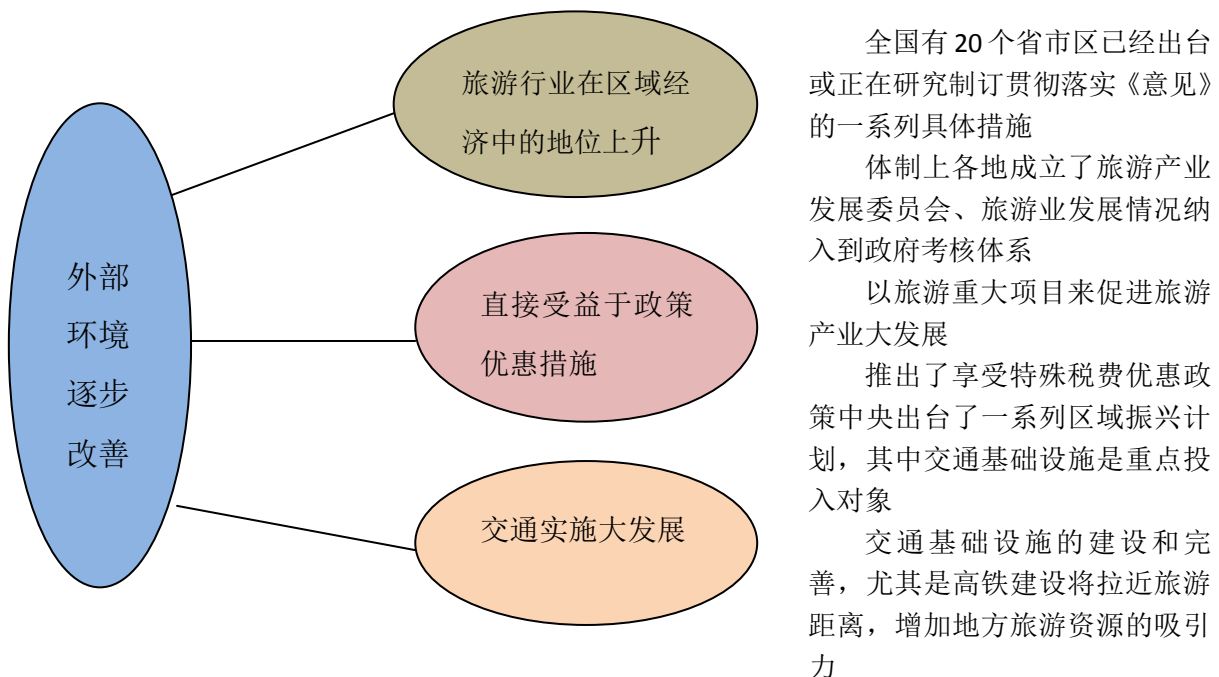 外部
环境
逐步
改善
旅游行业在区域经
济中的地位上升
直接受益于政策
优惠措施
交通实施大发展
全国有 20 个省市区已经出台
或正在研究制订贯彻落实《意见》
的一系列具体措施
体制上各地成立了旅游产业
发展委员会、旅游业发展情况纳
入到政府考核体系
以旅游重大项目来促进旅游
产业大发展
推出了享受特殊税费优惠政
策中央出台了一系列区域振兴计
划，其中交通基础设施是重点投
入对象
交通基础设施的建设和完
善，尤其是高铁建设将拉近旅游
距离，增加地方旅游资源的吸引
力